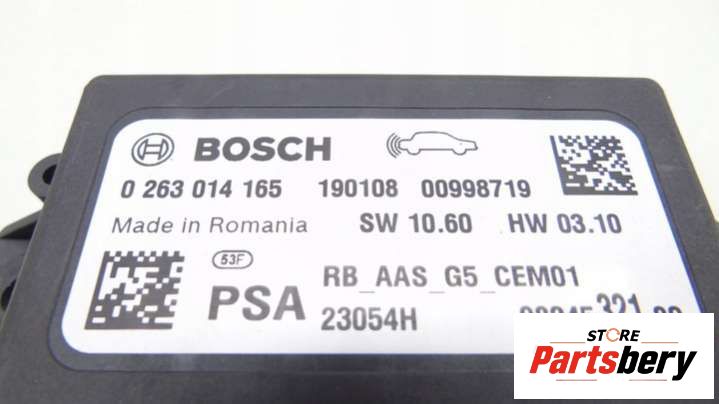 BOSCH
0 263 014 165 190108 00998719
Made in Romania SW 10.60 HW 03.10
53F
PSA
RB_AAS_G5_CEM01
23054H
STORE
Partsbery